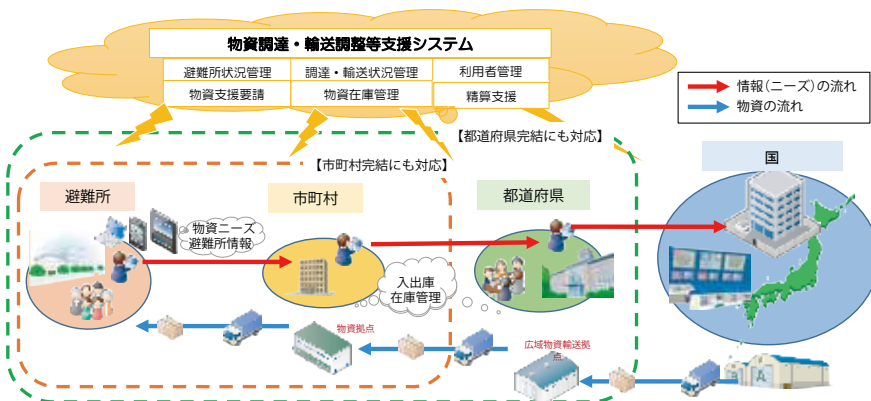 物資調達・輸送調整等支援システム
避難所状況管理
調達・輸送状況管理
利用者管理
物資支援要請
物資在庫管理
精算支援
情報(ニーズ)の流れ
物資の流れ
【都道府県完結にも対応】
【市町村完結にも対応】
避難所
市町村
都道府県
国
物資ニーズ
避難所情報
入出庫
在庫管理
物資拠点
広域物資輸送拠
点
A